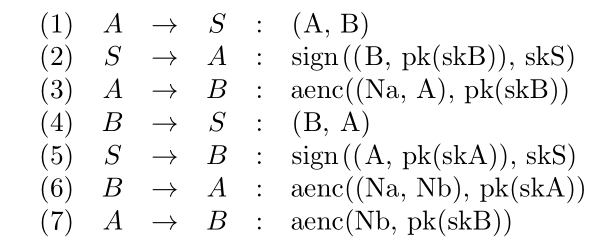 (1) A → S : (A, B)
(2) S → A : sign((B, pk(skB)), skS)
(3) A → B : aenc((Na, A), pk(skB))
(4) B → S : (B, A)
(5) S → B : sign((A, pk(skA)), skS)
(6) B → A : aenc((Na, Nb), pk(skA))
(7) A → B : aenc(Nb, pk(skB))